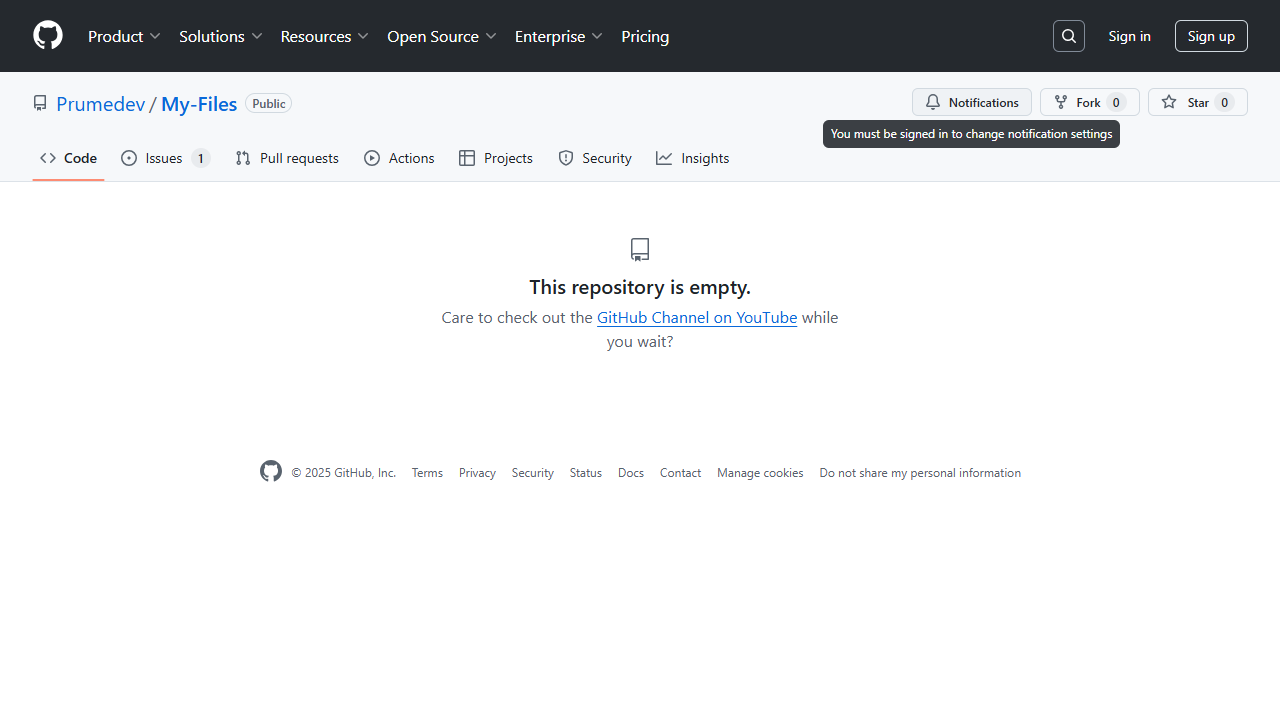 Product Solutions Resources Open Source Enterprise Pricing Sign in Sign up
Prumedev / My-Files Public Notifications Fork 0 Star 0
You must be signed in to change notification settings
Code Issues 1 Pull requests Actions Projects Security Insights
This repository is empty.
Care to check out the GitHub Channel on YouTube while
you wait?
© 2025 GitHub, Inc. Terms Privacy Security Status Docs Contact Manage cookies Do not share my personal information